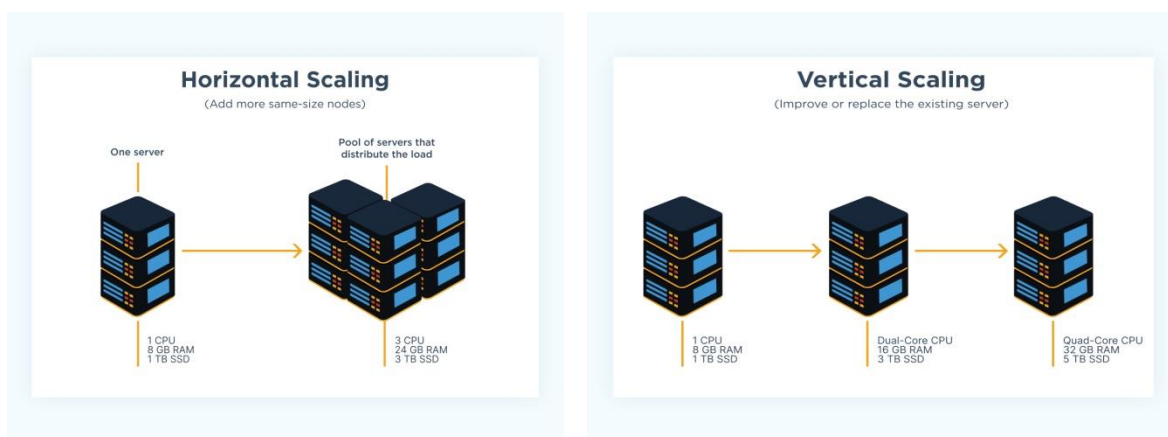 Horizontal Scaling
(Add more same-size nodes)
One server
Pool of servers that
distribute the load
1 CPU
8 GB RAM
1 TB SSD
3 CPU
24 GB RAM
3 TB SSD
Vertical Scaling
(Improve or replace the existing server)
1 CPU
8 GB RAM
1 TB SSD
Dual-Core CPU
16 GB RAM
3 TB SSD
Quad-Core CPU
32 GB RAM
5 TB SSD